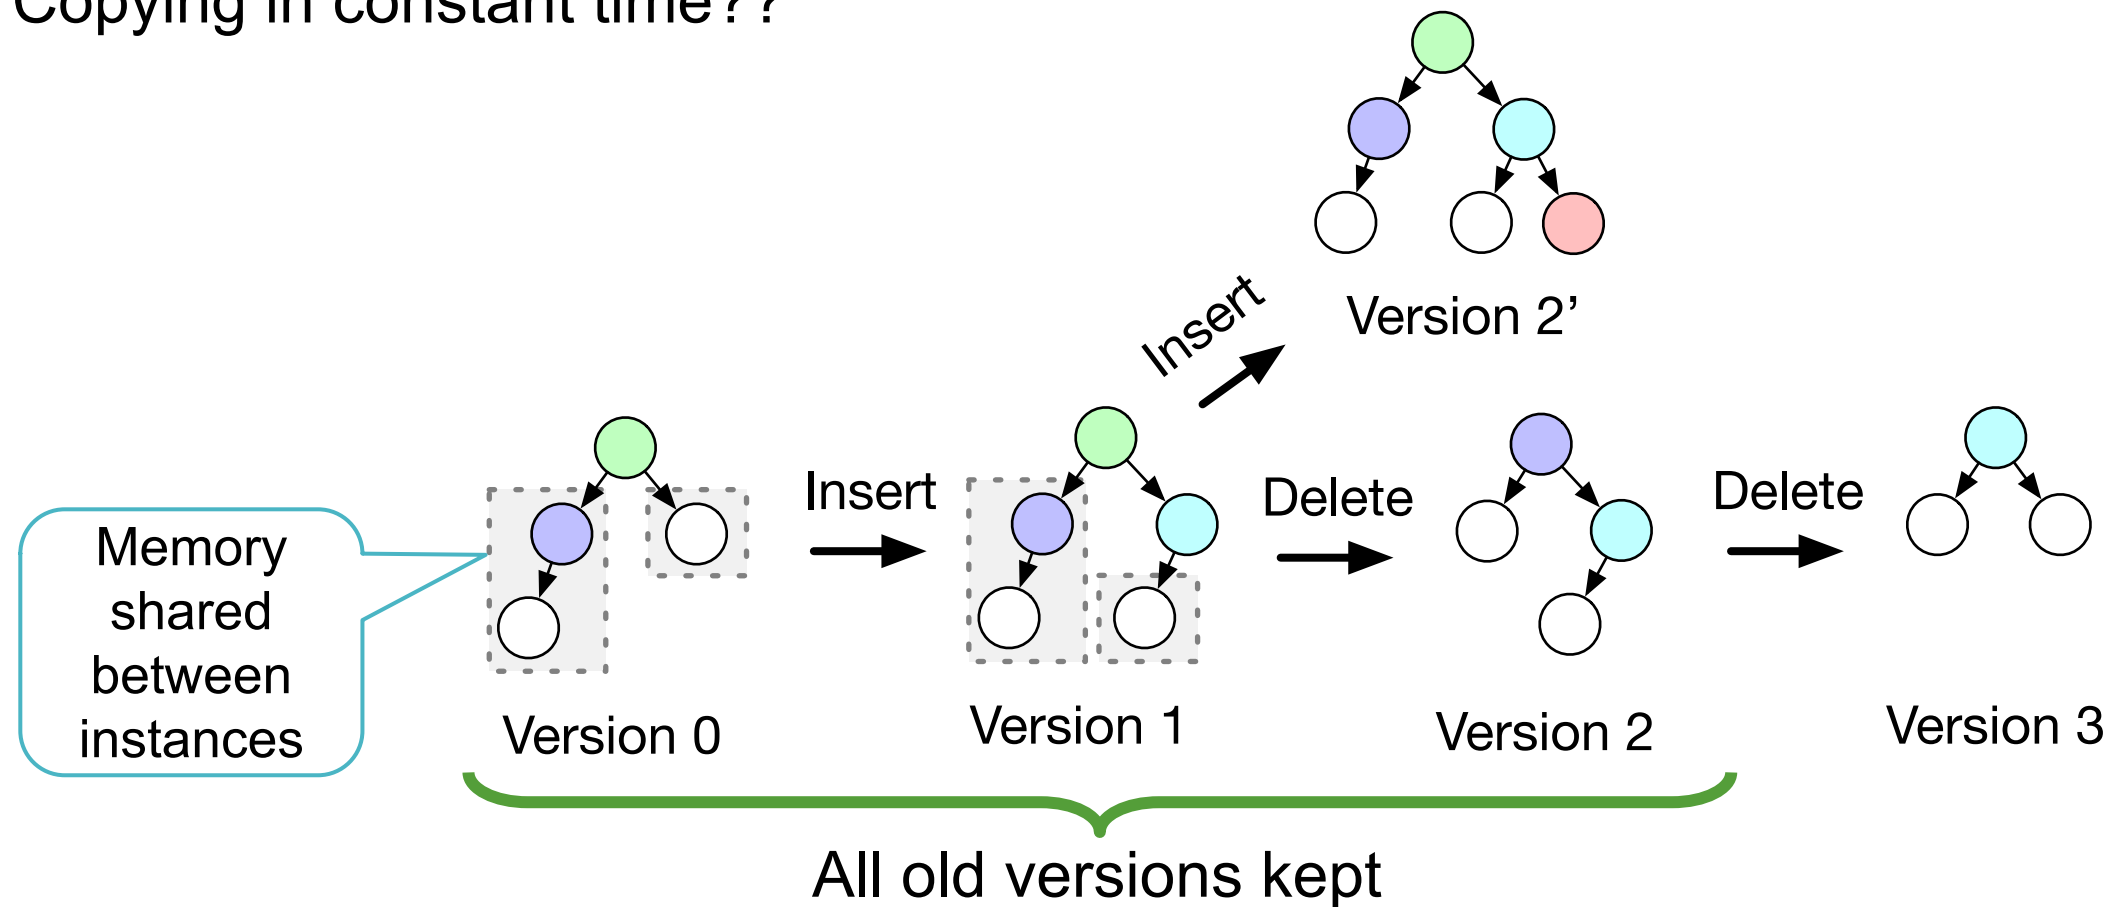 Copying in constant time??
Insert
Version 2’
Insert
Delete
Delete
Memory
shared
between
instances
Version 0
Version 1
Version 2
Version 3
All old versions kept